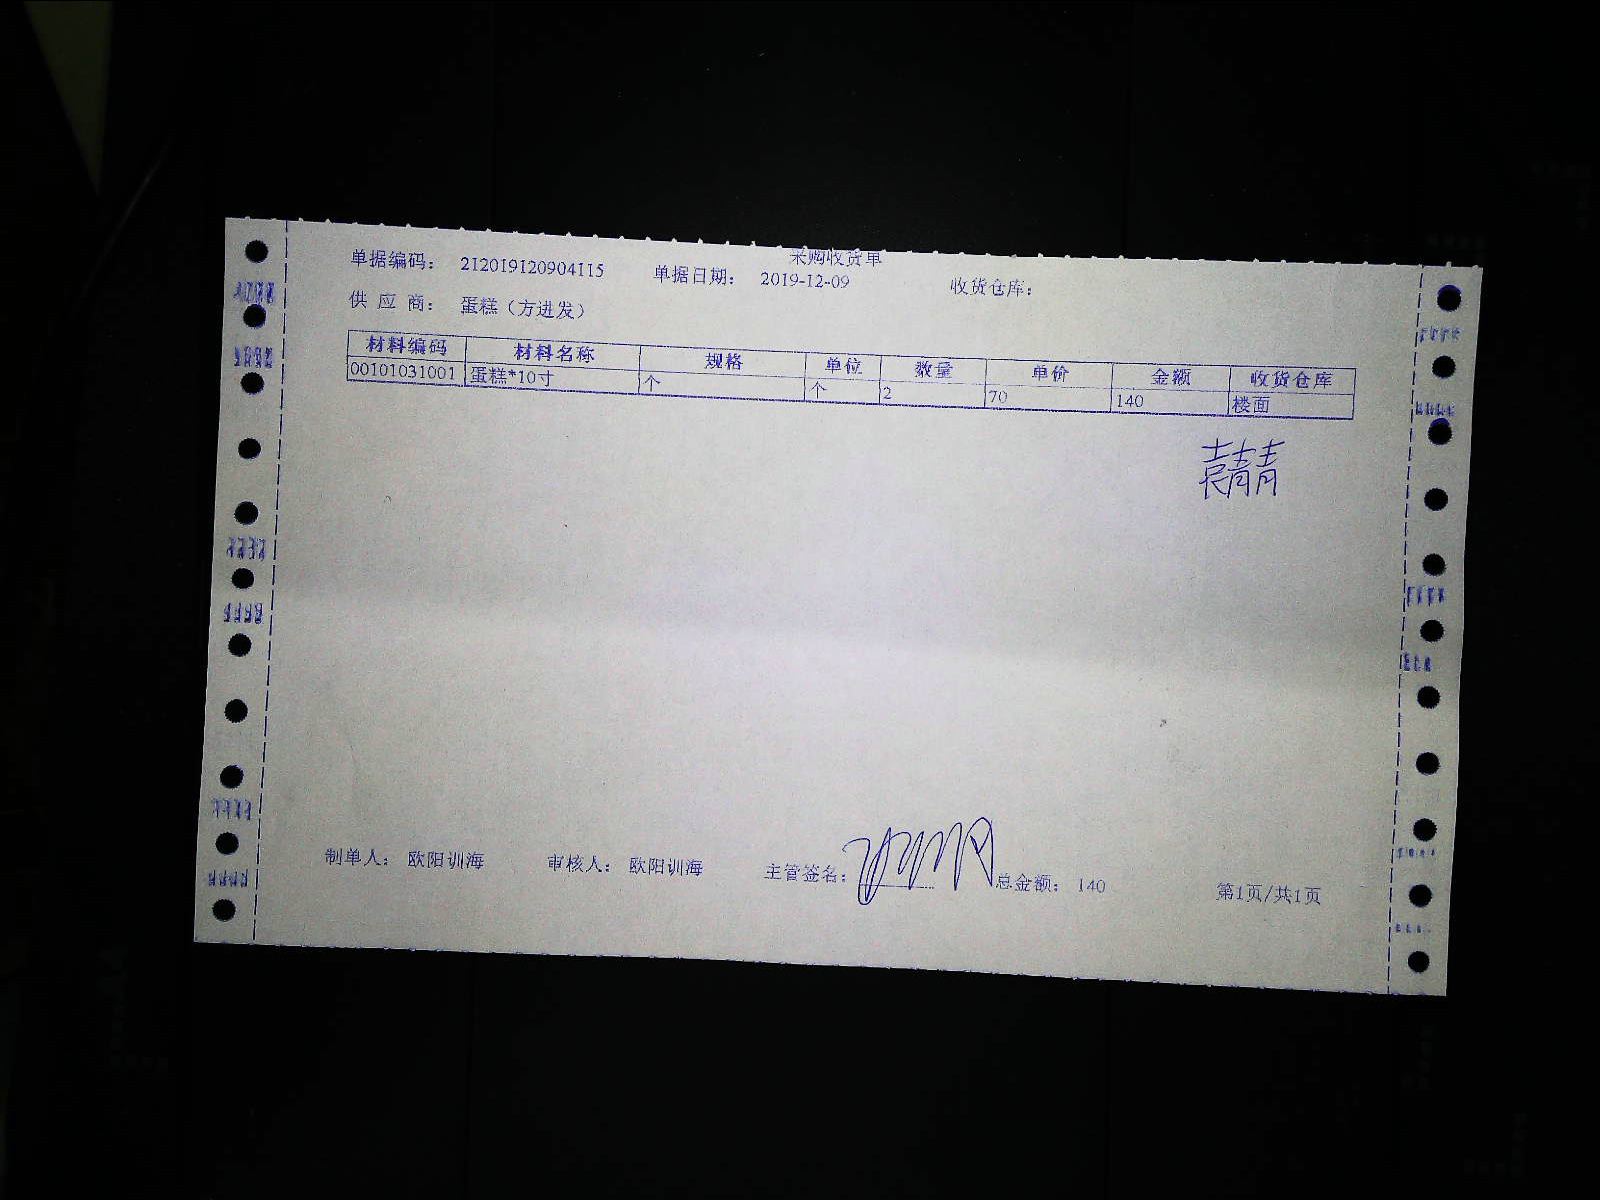 采购收货单
单据编码： 212019120904115 单据日期： 2019-12-09 收货仓库：
供 应 商： 蛋糕（方进发）
材料编码 材料名称 规格 单位 数量 单价 金额 收货仓库
00101031001 蛋糕*10寸 个 个 2 70 140 楼面
袁青青
制单人： 欧阳训海 审核人： 欧阳训海 主管签名： 总金额： 140 第1页/共1页